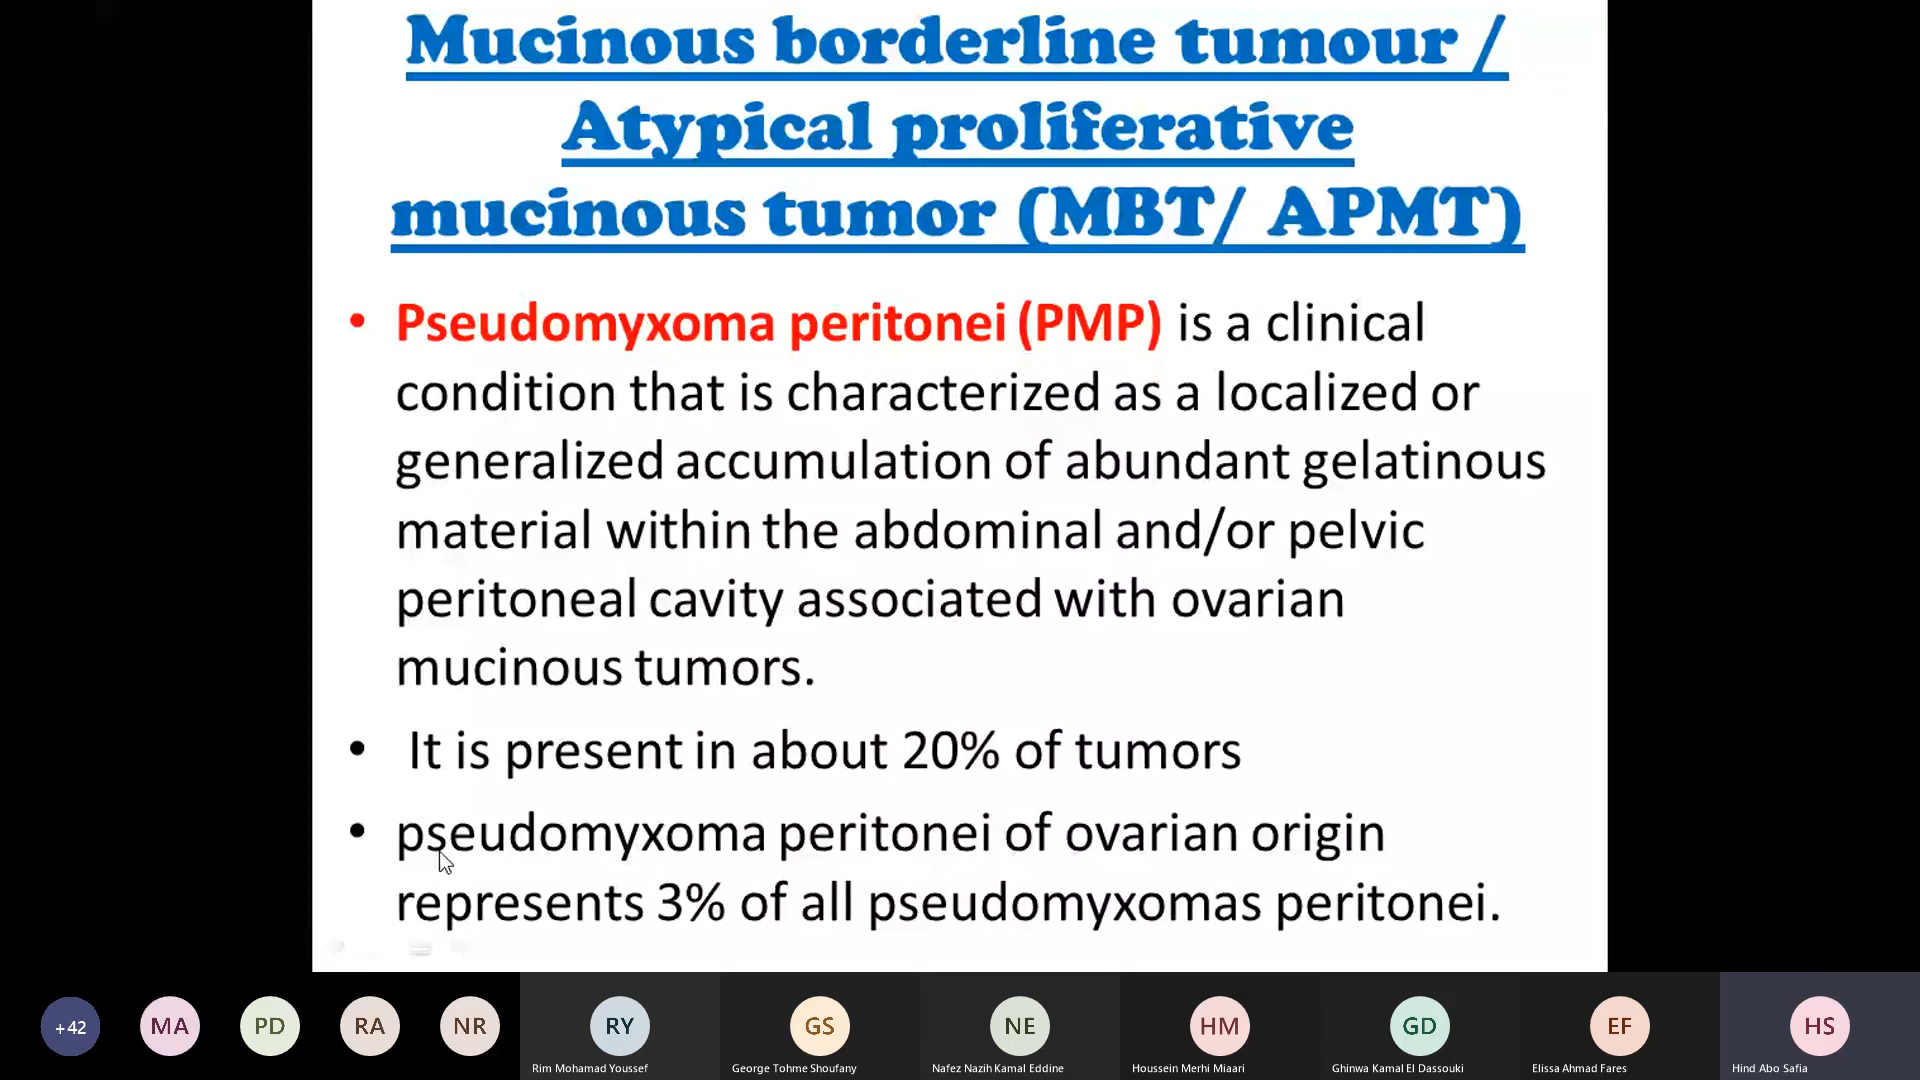 Mucinous borderline tumour /
Atypical proliferative
mucinous tumor (MBT/ APMT)
• Pseudomyxoma peritonei (PMP) is a clinical
condition that is characterized as a localized or
generalized accumulation of abundant gelatinous
material within the abdominal and/or pelvic
peritoneal cavity associated with ovarian
mucinous tumors.
• It is present in about 20% of tumors
• pseudomyxoma peritonei of ovarian origin
represents 3% of all pseudomyxomas peritonei.
+42 MA PD RA NR RY GS NE HM GD EF HS
Rim Mohamad Youssef George Tohme Shoufany Nafez Nazih Kamal Eddine Houssein Merhi Miaari Ghinwa Kamal El Dassouki Elissa Ahmad Fares Hind Abo Safia